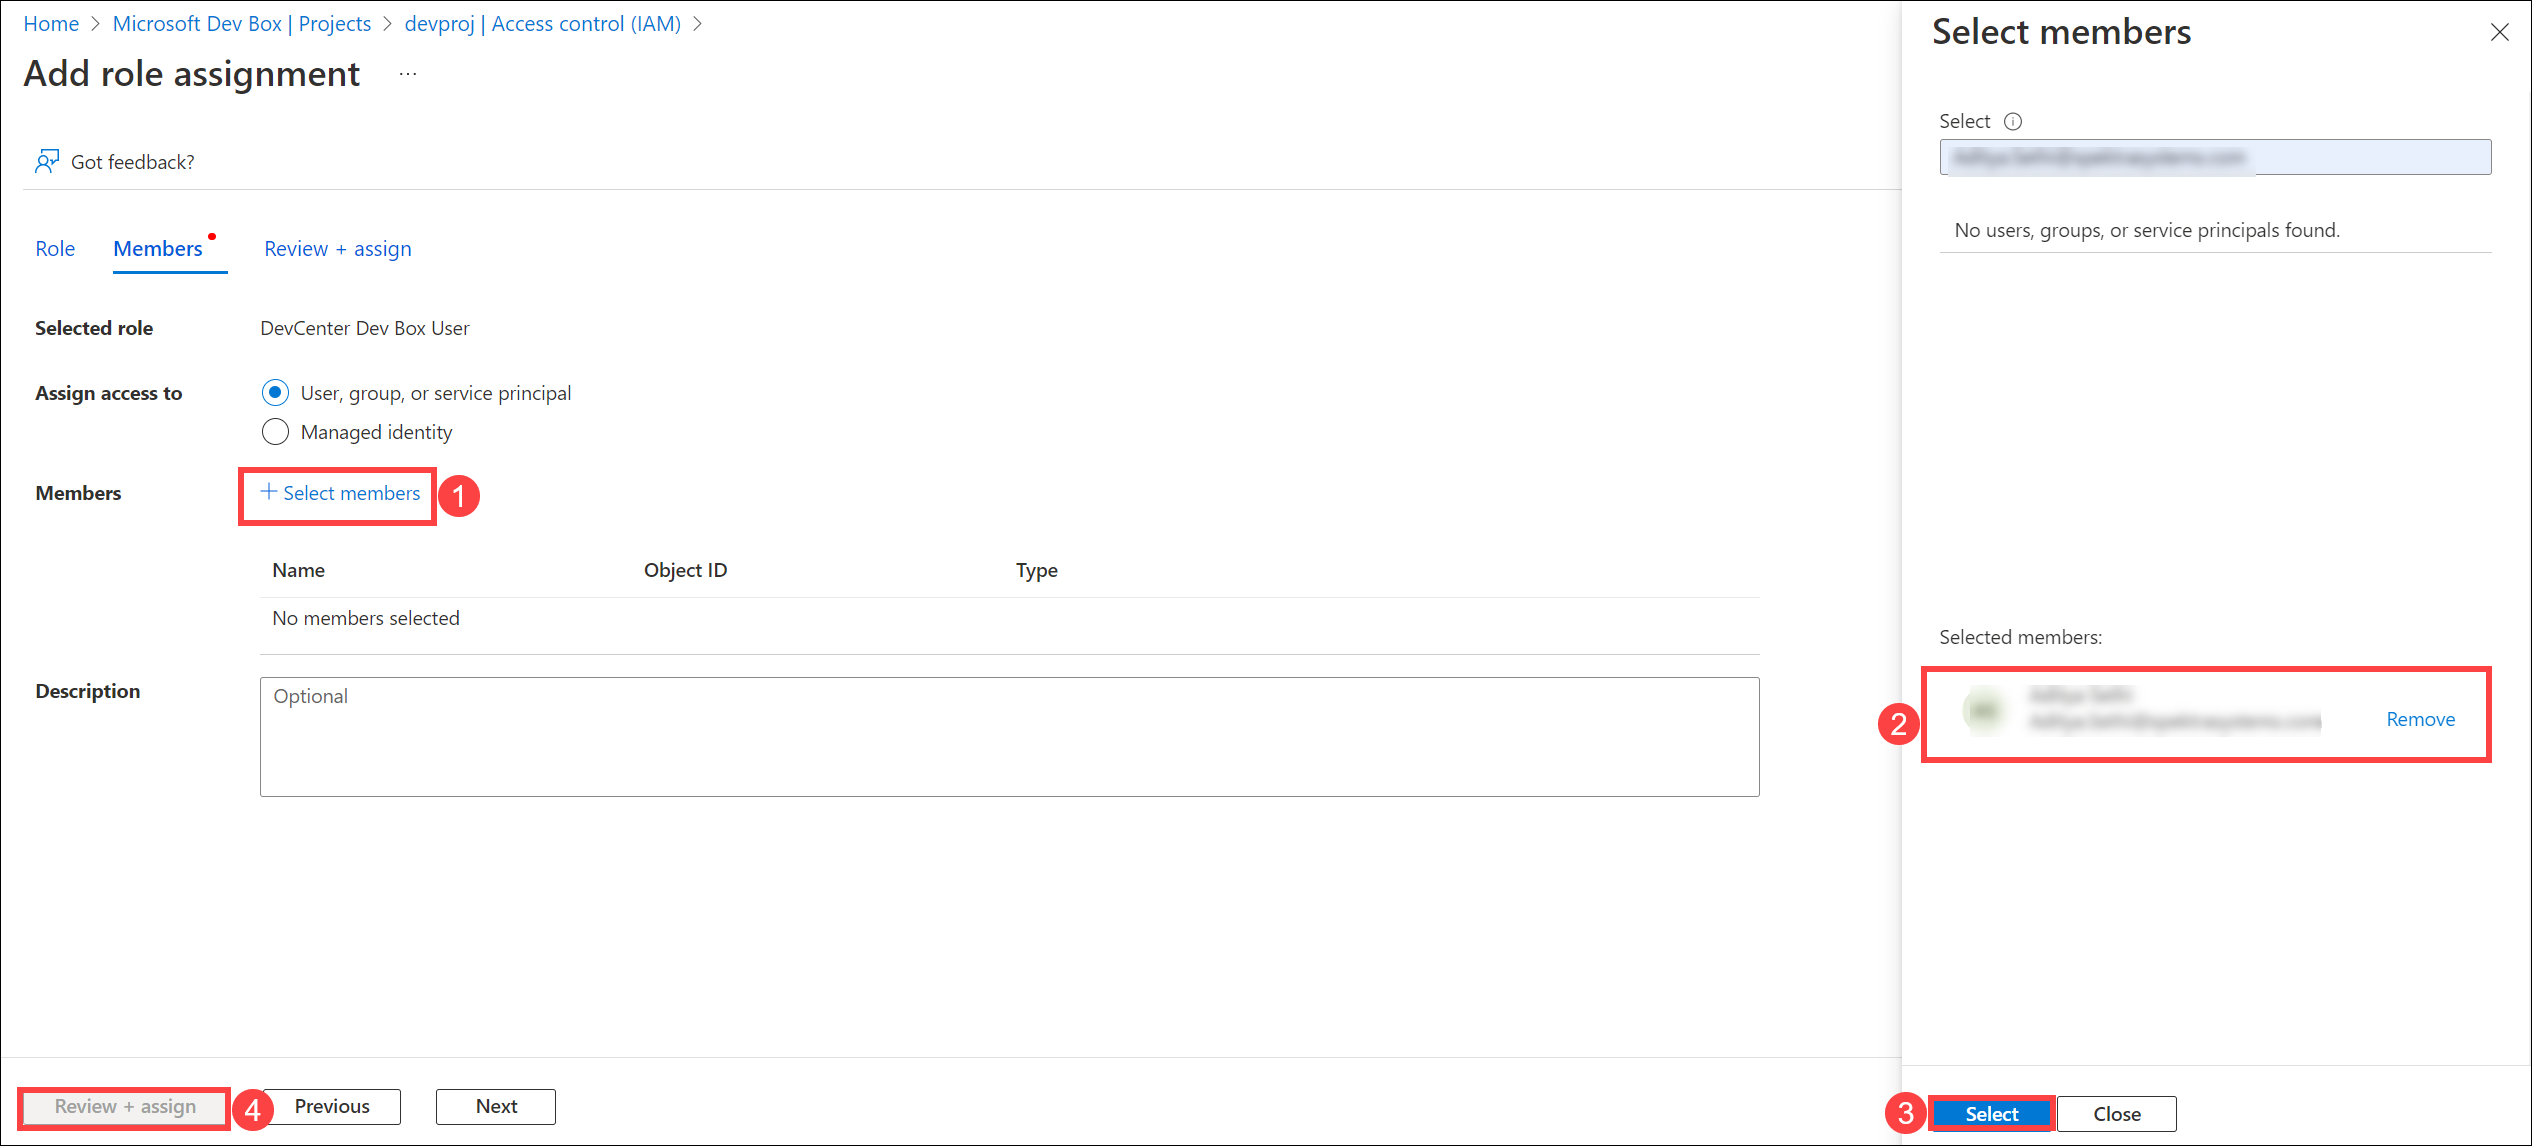 Home > Microsoft Dev Box | Projects > devproj | Access control (IAM) >
Add role assignment ...
Got feedback?
Role Members Review + assign
Selected role DevCenter Dev Box User
Assign access to User, group, or service principal
Managed identity
Members + Select members 1
Name Object ID Type
No members selected
Description Optional
Review + assign 4 Previous Next
Select members
Select
No users, groups, or service principals found.
Selected members:
2 Remove
3 Select Close